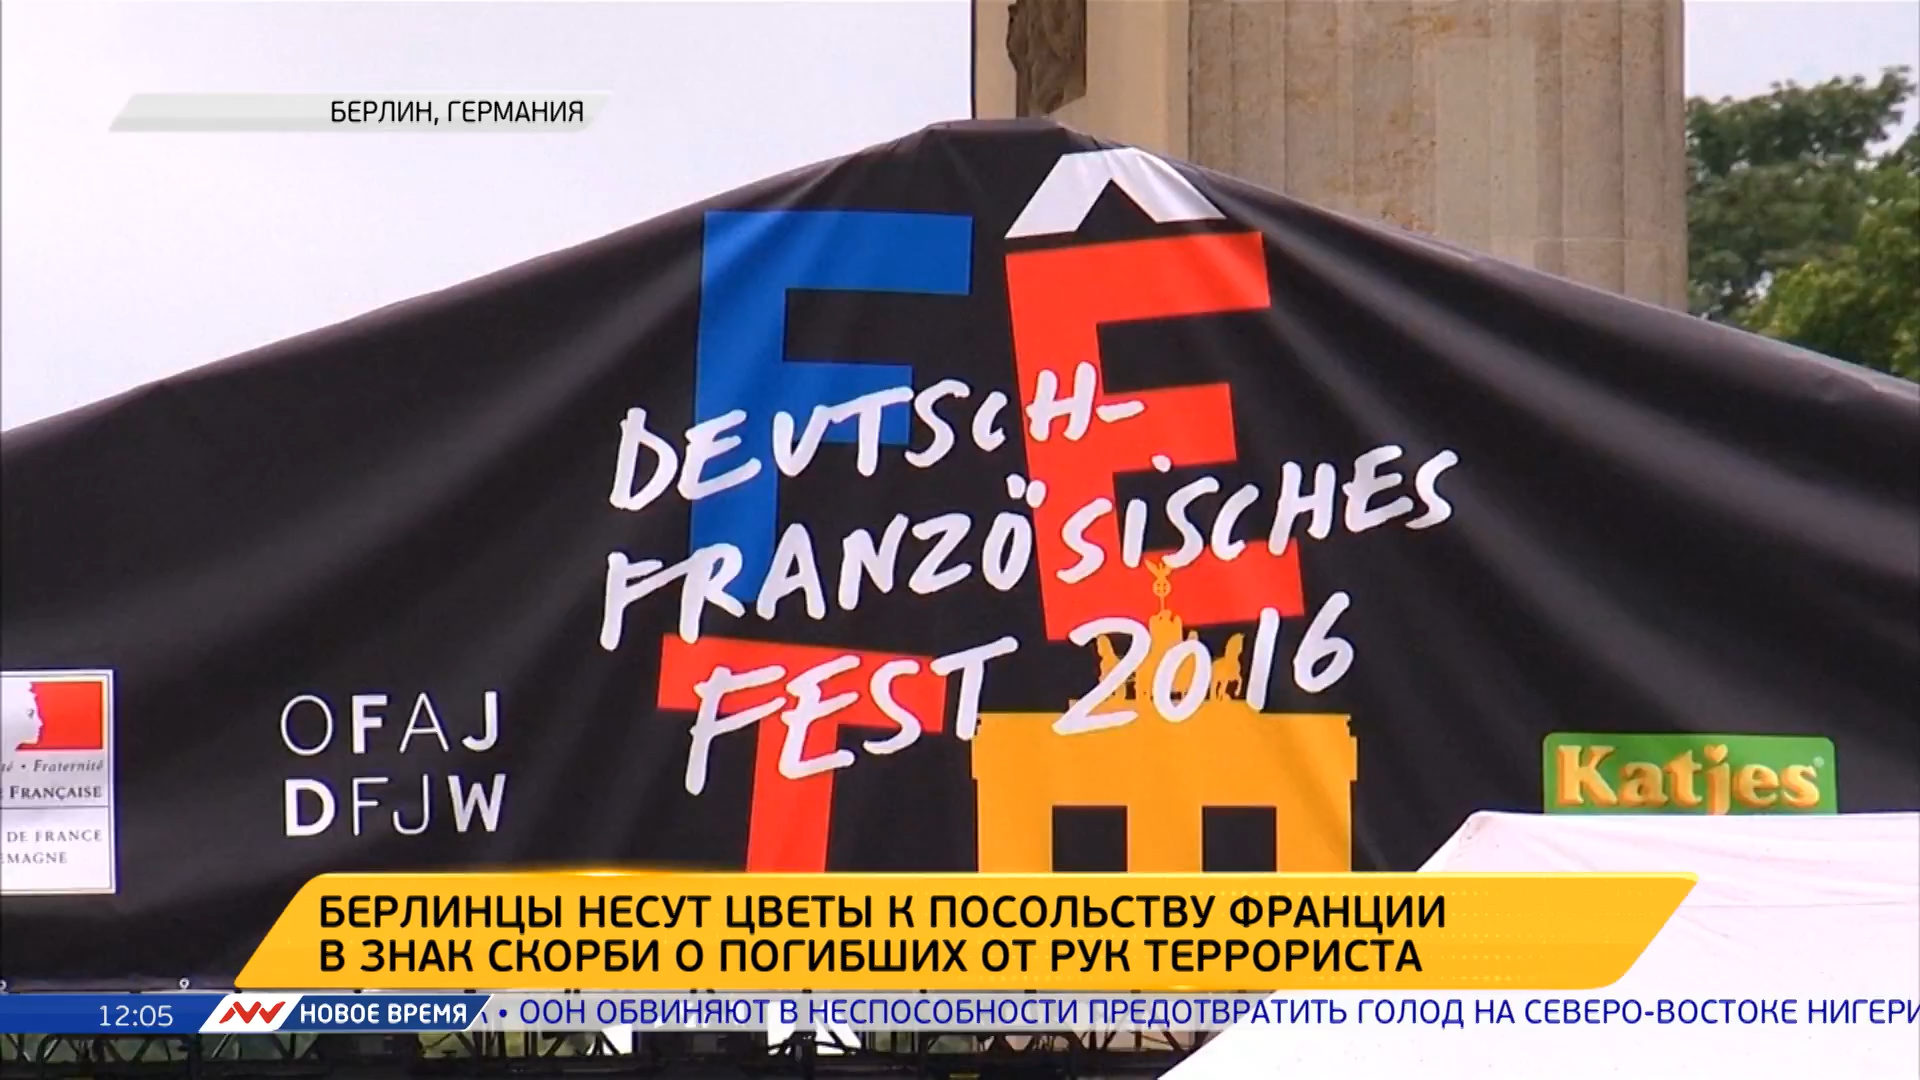 БЕРЛИН, ГЕРМАНИЯ
FÊT
DEUTSCH-
FRANZÖSISCHES
FEST 2016
OFAJ
DFJW
té • Fraternité
FRANÇAISE
DE FRANCE
EMAGNE
Katjes
БЕРЛИНЦЫ НЕСУТ ЦВЕТЫ К ПОСОЛЬСТВУ ФРАНЦИИ
В ЗНАК СКОРБИ О ПОГИБШИХ ОТ РУК ТЕРРОРИСТА
12:05 НОВОЕ ВРЕМЯ • ООН ОБВИНЯЮТ В НЕСПОСОБНОСТИ ПРЕДОТВРАТИТЬ ГОЛОД НА СЕВЕРО-ВОСТОКЕ НИГЕРИ